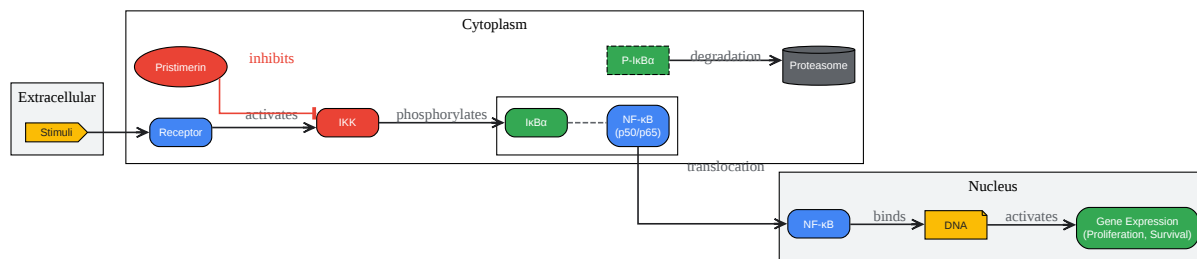 Cytoplasm
Pristimerin
inhibits
P-IκBα
degradation
Proteasome
Extracellular
Stimuli
Receptor
activates
IKK
phosphorylates
IκBα
NF-κB
(p50/p65)
translocation
Nucleus
NF-κB
binds
DNA
activates
Gene Expression
(Proliferation, Survival)